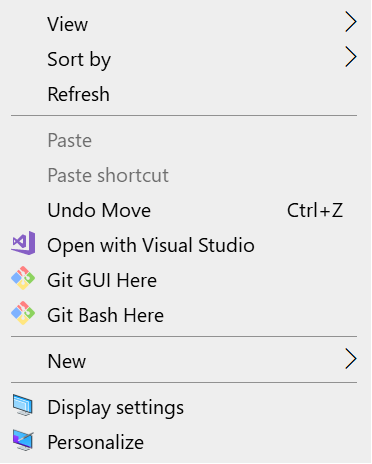 View
Sort by
Refresh
Paste
Paste shortcut
Undo Move Ctrl+Z
Open with Visual Studio
Git GUI Here
Git Bash Here
New
Display settings
Personalize